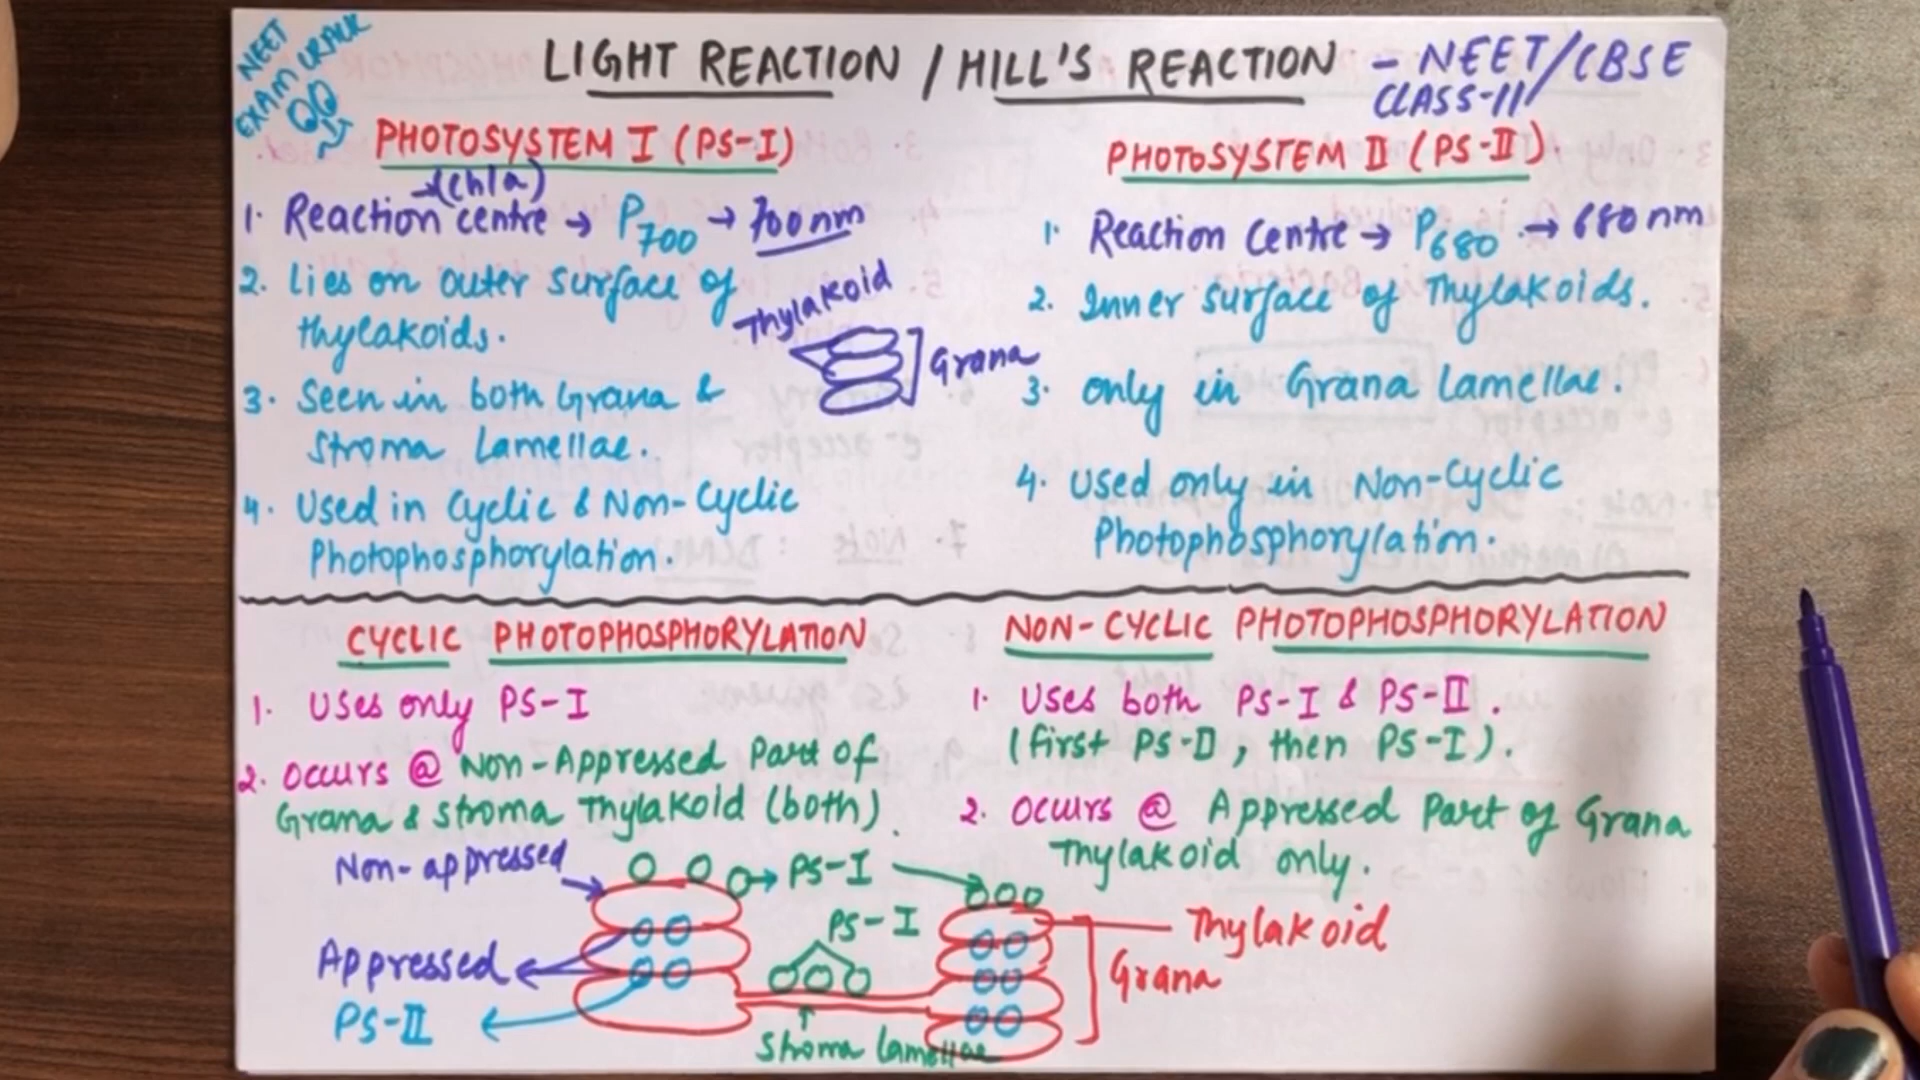 NEET
EXAM CRACK
LIGHT REACTION / HILL'S REACTION - NEET/CBSE
CLASS-11
PHOTOSYSTEM I (PS-I)
(Chla)
1. Reaction centre → P700 → 700nm
2. Lies on outer surface of
thylakoids.
Thylakoid
Grana
3. Seen in both Grana &
Stroma Lamellae.
4. Used in Cyclic & Non-Cyclic
Photophosphorylation.
PHOTOSYSTEM II (PS-II).
1. Reaction Centre → P680 → 680nm
2. Inner surface of Thylakoids.
3. only in Grana Lamellae.
4. Used only in Non-Cyclic
Photophosphorylation.
CYCLIC PHOTOPHOSPHORYLATION
1. Uses only PS-I
2. Occurs @ Non-Appressed Part of
Grana & Stroma Thylakoid (both).
NON-CYCLIC PHOTOPHOSPHORYLATION
1. Uses both PS-I & PS-II.
(first PS-II, then PS-I).
2. Occurs @ Appressed Part of Grana
Thylakoid only.
Non-appressed
PS-I
PS-I
Appressed
PS-II
Stroma Lamellae
Thylakoid
Grana